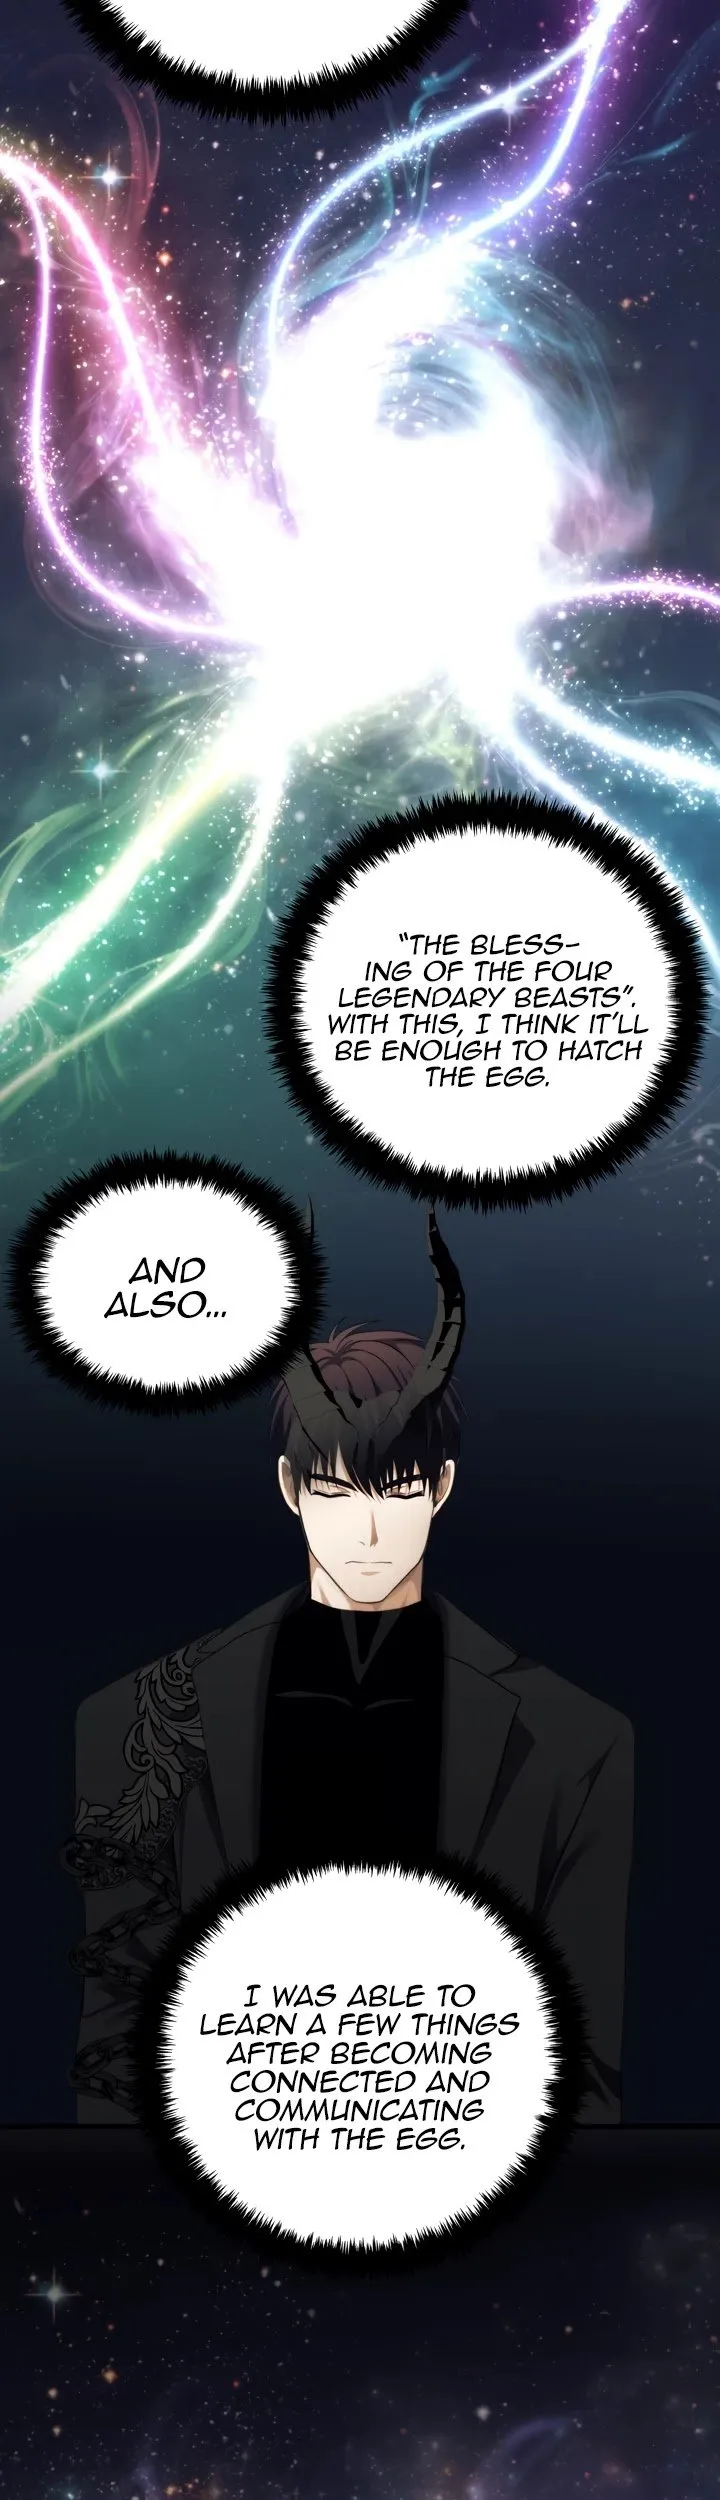 "THE BLESS-
ING OF THE FOUR
LEGENDARY BEASTS".
WITH THIS, I THINK IT'LL
BE ENOUGH TO HATCH
THE EGG.
AND
ALSO...
I WAS ABLE TO
LEARN A FEW THINGS
AFTER BECOMING
CONNECTED AND
COMMUNICATING
WITH THE EGG.